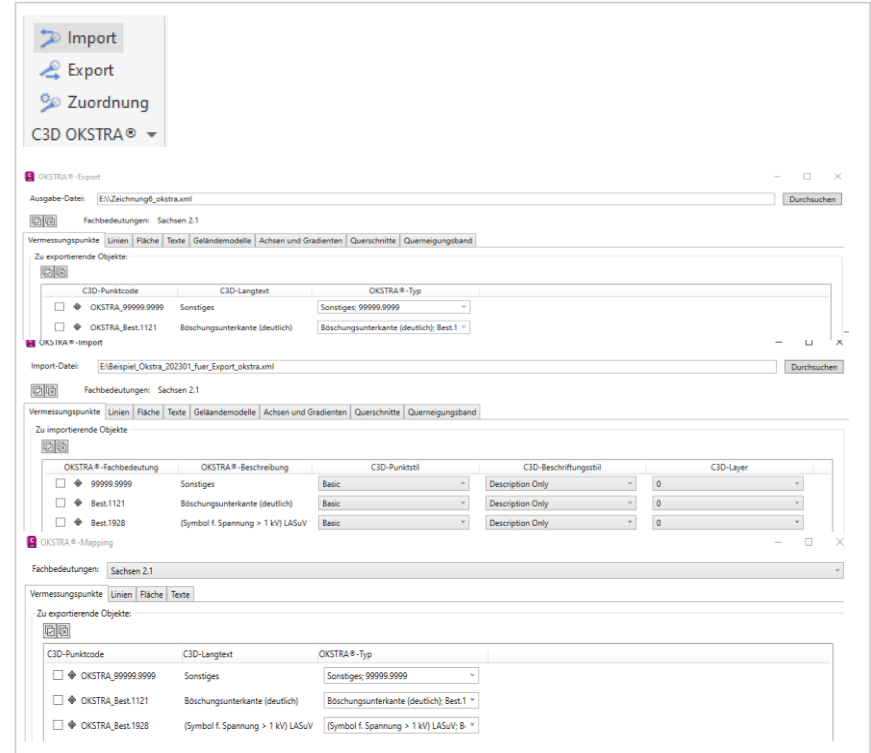 Import
Export
Zuordnung
C3D OKSTRA®
OKSTRA®-Export
Ausgabe-Datei: E:\\Zeichnung6_okstra.xml Durchsuchen
Fachbedeutungen: Sachsen 2.1
Vermessungspunkte Linien Fläche Texte Geländemodelle Achsen und Gradienten Querschnitte Querneigungsband
Zu exportierende Objekte:
C3D-Punktcode C3D-Langtext OKSTRA®-Typ
OKSTRA_99999.9999 Sonstiges Sonstiges; 99999.9999
OKSTRA_Best.1121 Böschungsunterkante (deutlich) Böschungsunterkante (deutlich); Best.1
OKSTRA®-Import
Import-Datei: E:\Beispiel_Okstra_202301_fuer_Export_okstra.xml Durchsuchen
Fachbedeutungen: Sachsen 2.1
Vermessungspunkte Linien Fläche Texte Geläandemodelle Achsen und Gradienten Querschnitte Querneigungsband
Zu importierende Objekte
OKSTRA®-Fachbedeutung OKSTRA®-Beschreibung C3D-Punktstil C3D-Beschriftungsstiil C3D-Layer
99999.9999 Sonstiges Basic Description Only 0
Best.1121 Böschungsunterkante (deutlich) Basic Description Only 0
Best.1928 (Symbol f. Spannung > 1 kV) LASuV Basic Description Only 0
OKSTRA®-Mapping
Fachbedeutungen: Sachsen 2.1
Vermessungspunkte Linien Fläche Texte
Zu exportierende Objekte:
C3D-Punktcode C3D-Langtext OKSTRA®-Typ
OKSTRA_99999.9999 Sonstiges Sonstiges; 99999.9999
OKSTRA_Best.1121 Böschungsunterkante (deutlich) Böschungsunterkante (deutlich); Best.1
OKSTRA_Best.1928 (Symbol f. Spannung > 1 kV) LASuV (Symbol f. Spannung > 1 kV) LASuV; B